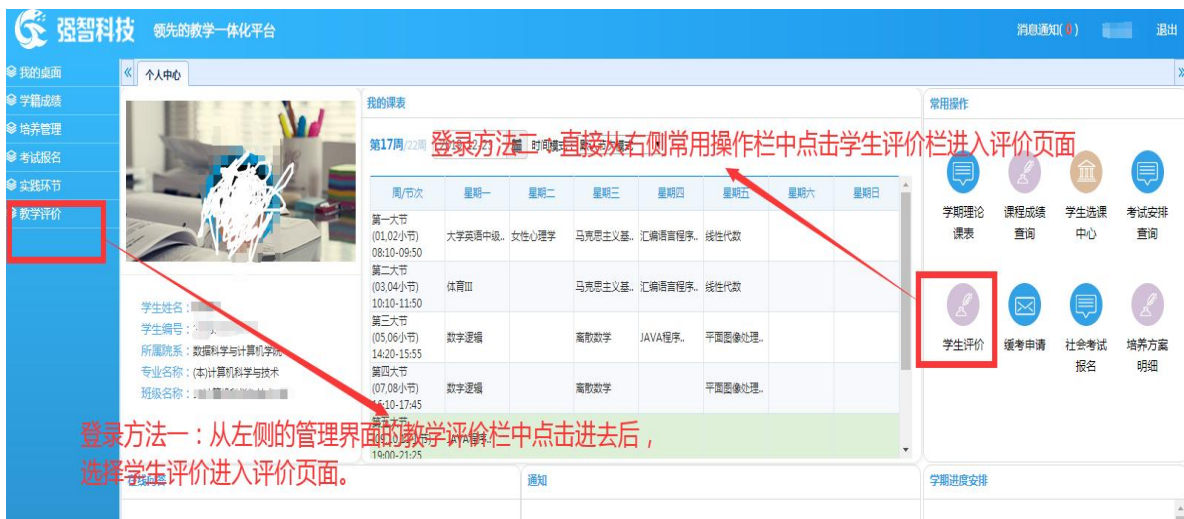 强智科技 领先的教学一体化平台
消息通知(0) 退出
我的桌面
学籍成绩
培养管理
考试报名
实践环节
教学评价
个人中心
学生姓名：
学生编号：
所属院系：数据科学与计算机学院
专业名称：(本)计算机科学与技术
班级名称：
我的课表
第17周/22周
登录方法二：直接从右侧常用操作栏中点击学生评价栏进入评价页面
周/节次 星期一 星期二 星期三 星期四 星期五 星期六 星期日
第一大节
(01,02小节) 大学英语中级.. 女性心理学 马克思主义基.. 汇编语言程序.. 线性代数
08:10-09:50
第二大节
(03,04小节) 体育III 马克思主义基.. 汇编语言程序.. 线性代数
10:10-11:50
第三大节
(05,06小节) 数字逻辑 离散数学 JAVA程序.. 平面图像处理..
14:20-15:55
第四大节
(07,08小节) 数字逻辑 离散数学 平面图像处理..
16:10-17:45
第五大节
19:00-21:25
登录方法一：从左侧的管理界面的教学评价栏中点击进去后，
选择学生评价进入评价页面。
常用操作
学期理论 课程成绩 学生选课 考试安排
课表 查询 中心 查询
学生评价 缓考申请 社会考试 培养方案
报名 明细
通知
学期进度安排